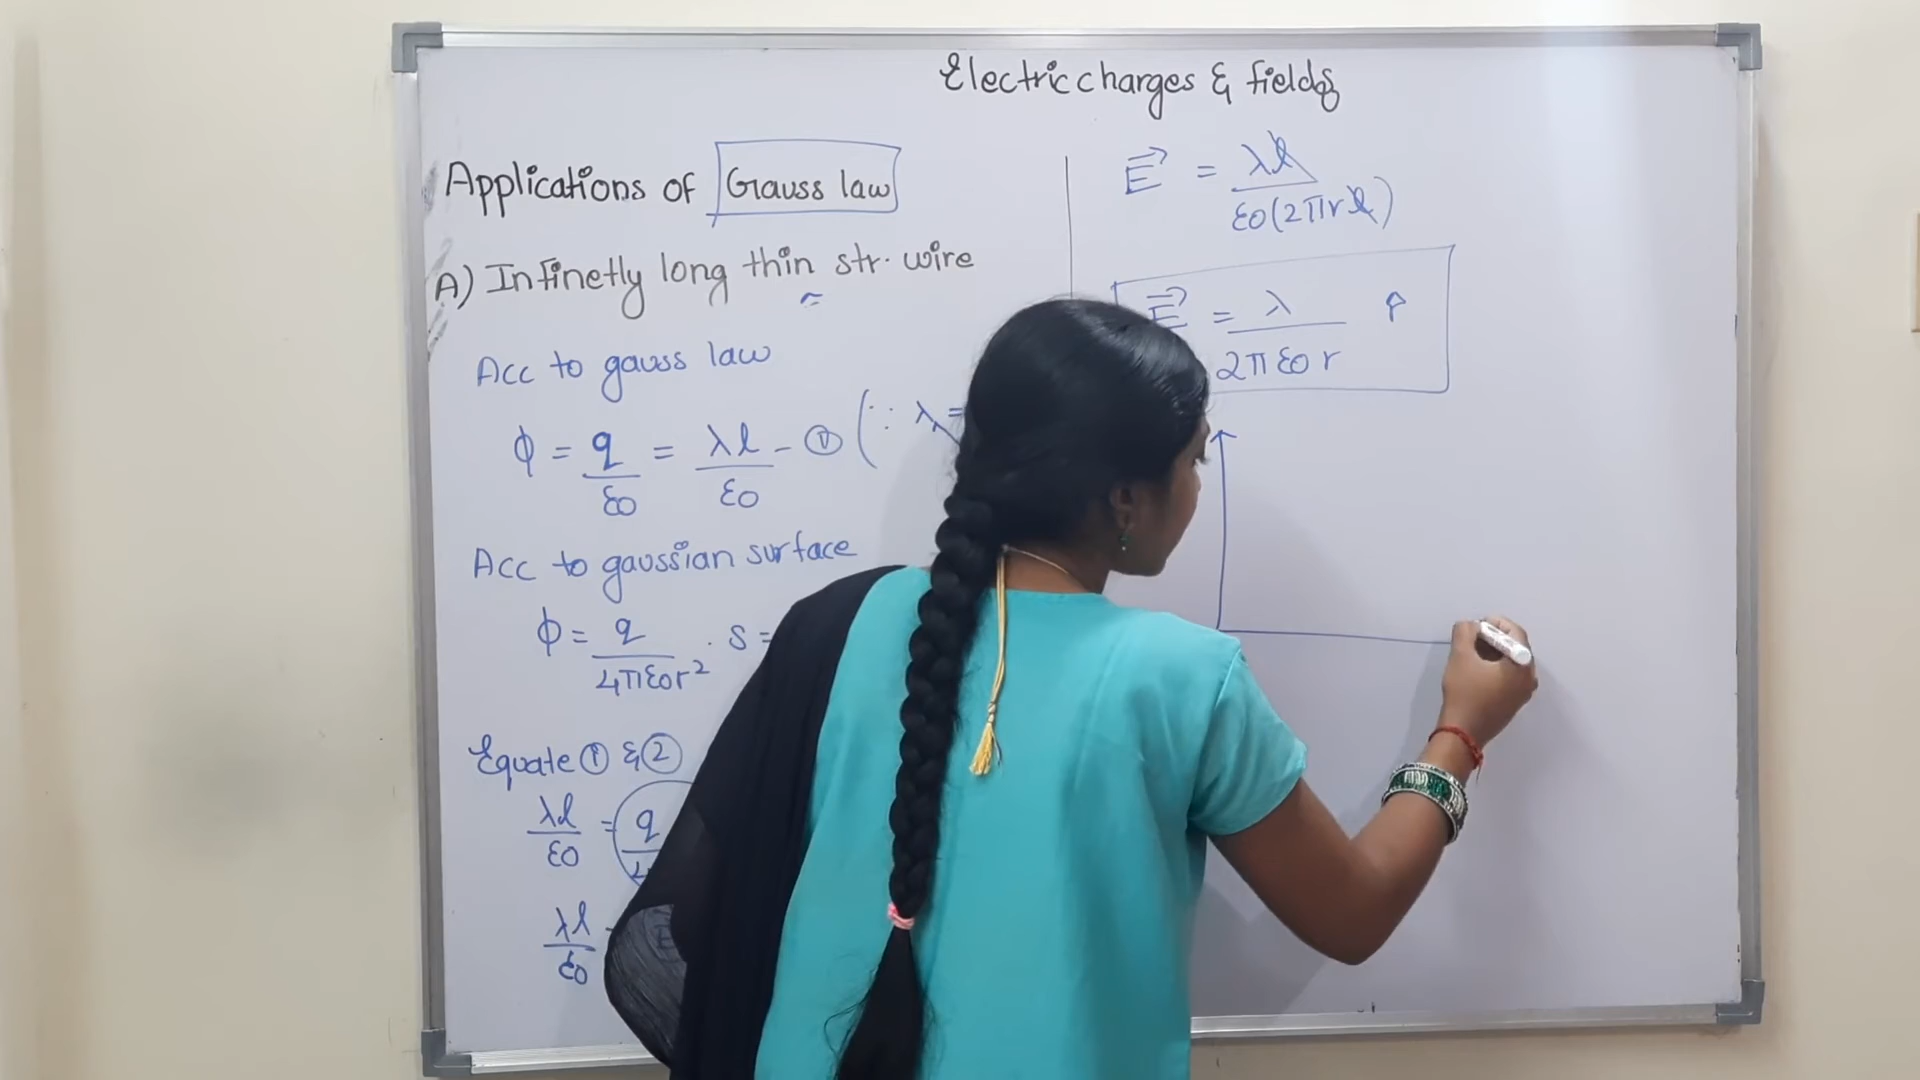 Electric charges & fields
Applications of Gauss law
A) Infinetly long thin str. wire
Acc to gauss law
ϕ = q/εo = λl/εo - ① (∵ λ =
Acc to gaussian surface
ϕ = q/4πεor² . s =
Equate ① & ②
λl/εo = q
λl/εo
E⃗ = λl/εo(2πrl)
E⃗ = λ/2πεor r̂